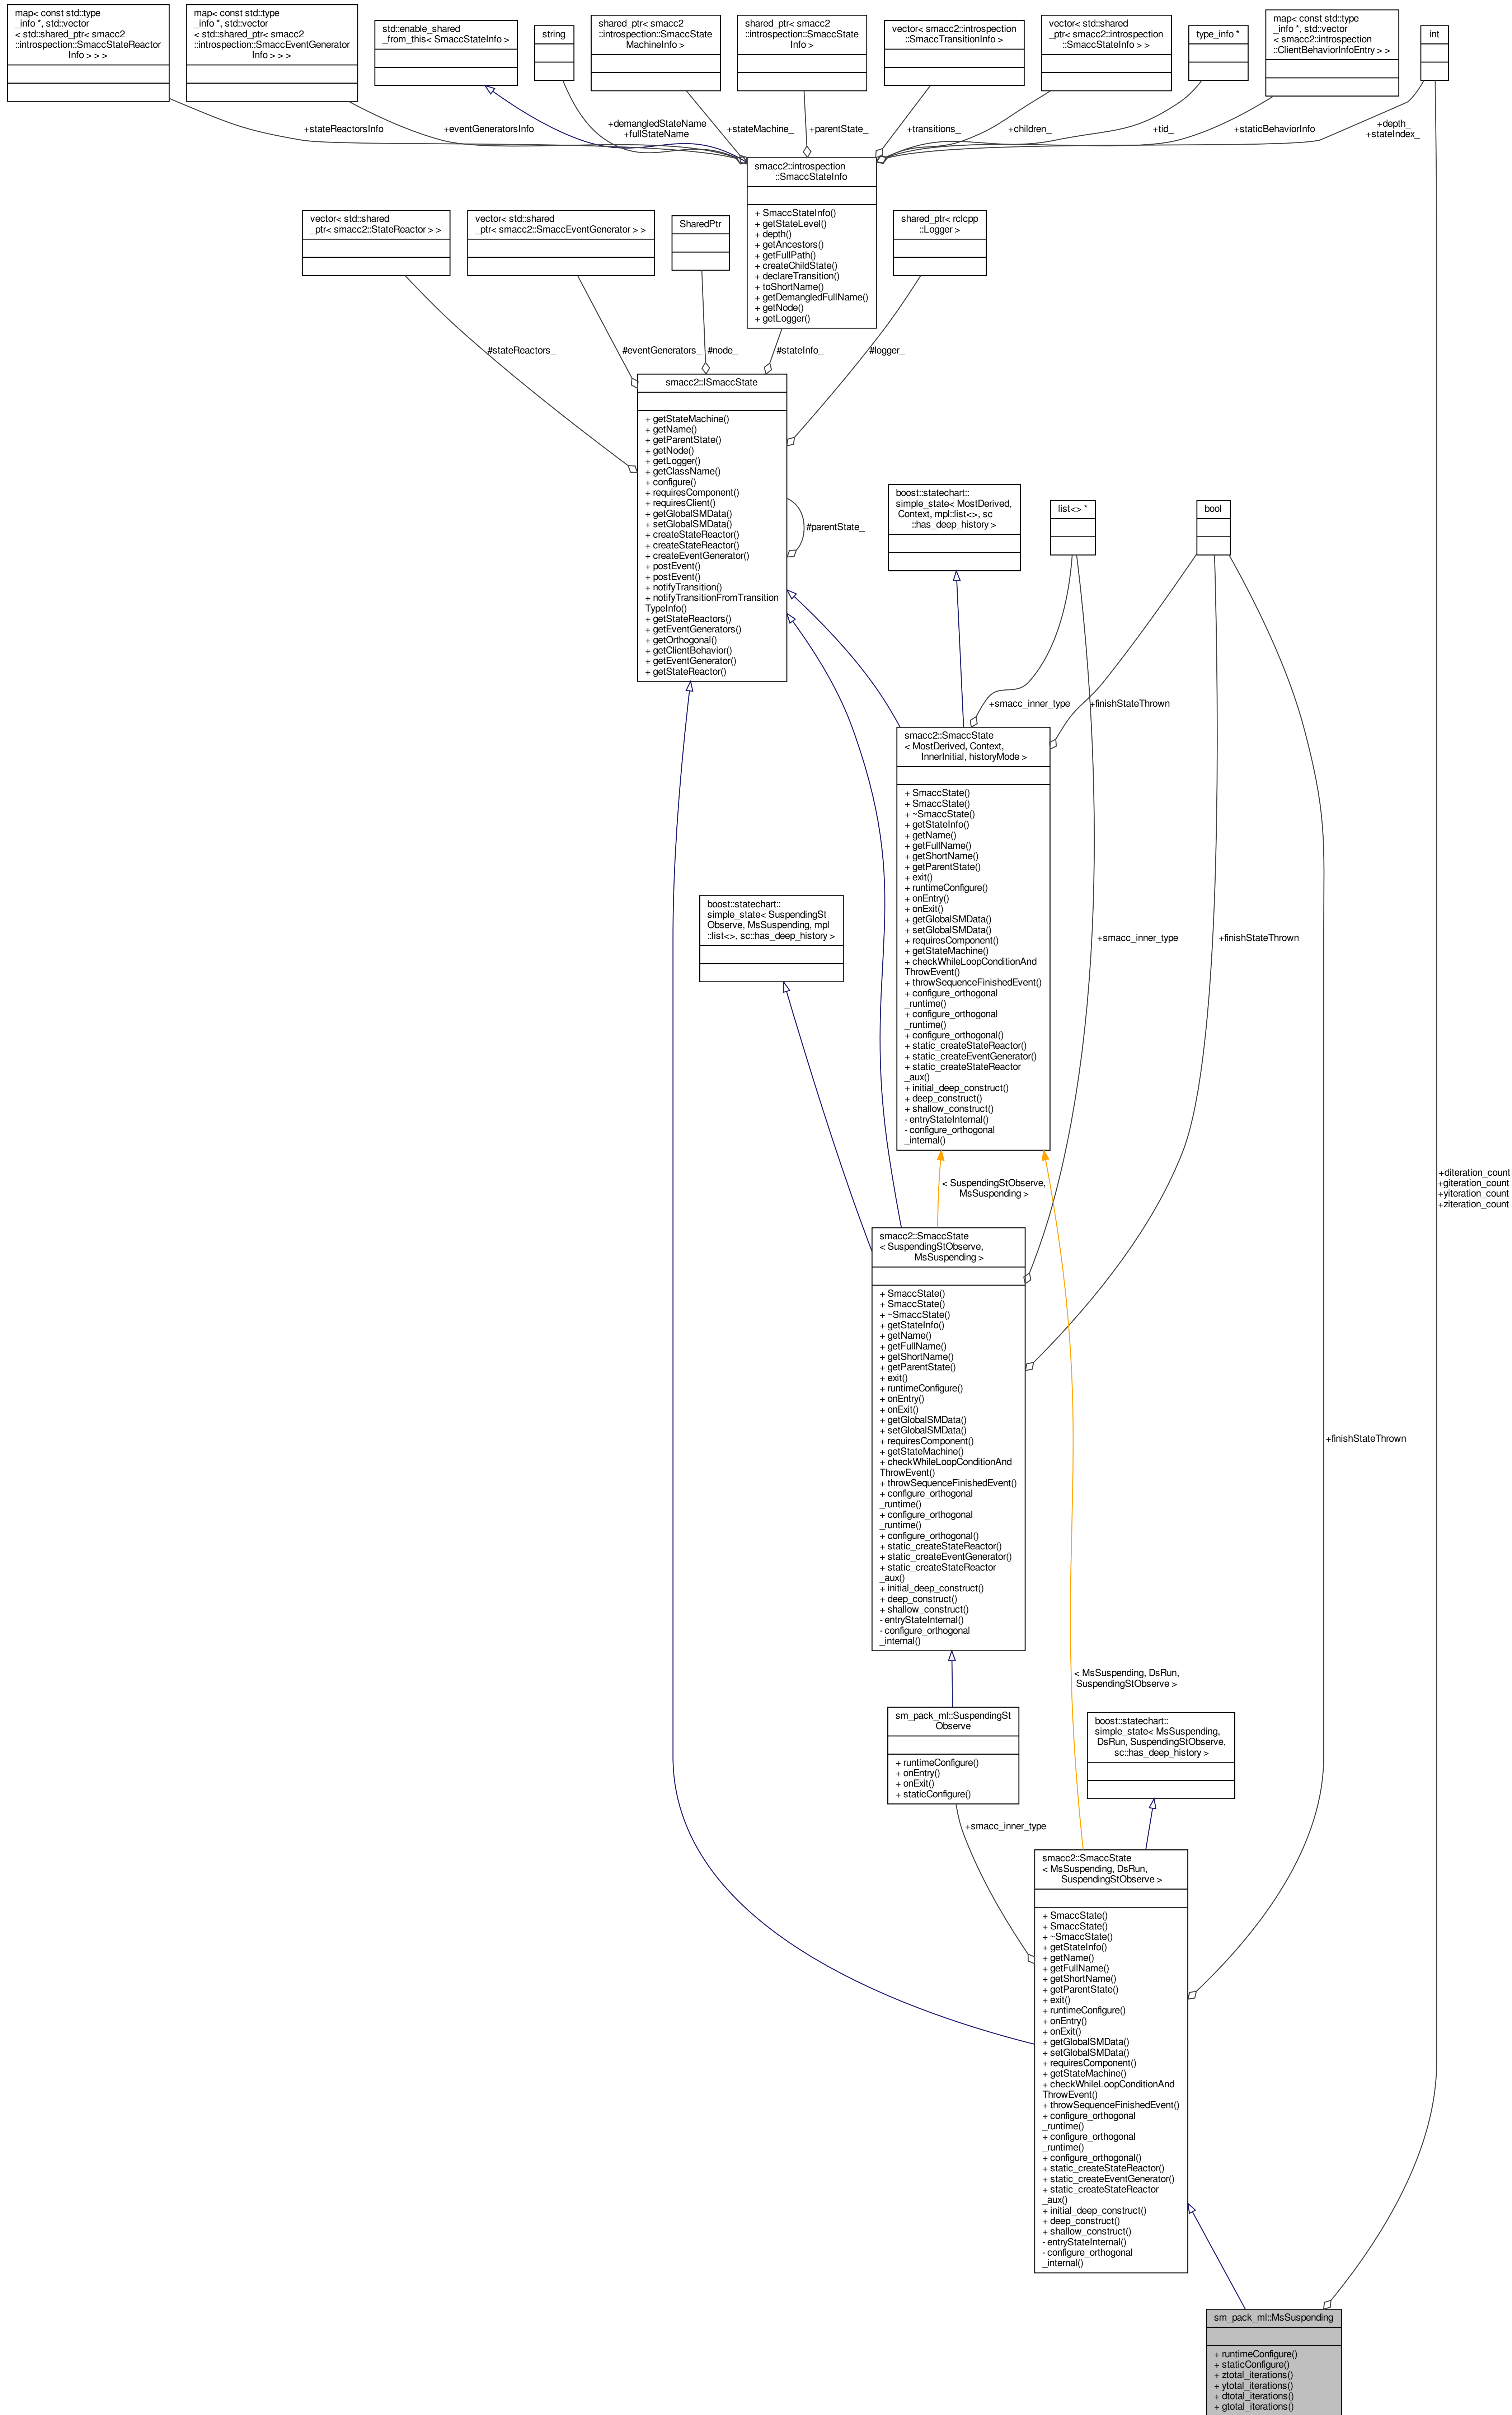 map< const std::type
_info *, std::vector
< std::shared_ptr< smacc2
::introspection::SmaccStateReactor
Info > > >
map< const std::type
_info *, std::vector
< std::shared_ptr< smacc2
::introspection::SmaccEventGenerator
Info > > >
std::enable_shared
_from_this< SmaccStateInfo >
string
shared_ptr< smacc2
::introspection::SmaccState
MachineInfo >
shared_ptr< smacc2
::introspection::SmaccState
Info >
vector< smacc2::introspection
::SmaccTransitionInfo >
vector< std::shared
_ptr< smacc2::introspection
::SmaccStateInfo > >
type_info *
map< const std::type
_info *, std::vector
< smacc2::introspection
::ClientBehaviorInfoEntry > >
int
+stateReactorsInfo
+eventGeneratorsInfo
+demangledStateName
+fullStateName
+stateMachine_
+parentState_
+transitions_
+children_
+tid_
+staticBehaviorInfo
+depth_
+stateIndex_
smacc2::introspection
::SmaccStateInfo
+ SmaccStateInfo()
+ getStateLevel()
+ depth()
+ getAncestors()
+ getFullPath()
+ createChildState()
+ declareTransition()
+ toShortName()
+ getDemangledFullName()
+ getNode()
+ getLogger()
vector< std::shared
_ptr< smacc2::StateReactor > >
vector< std::shared
_ptr< smacc2::SmaccEventGenerator > >
SharedPtr
shared_ptr< rclcpp
::Logger >
#stateReactors_
#eventGenerators_
#node_
#stateInfo_
#logger_
smacc2::ISmaccState
+ getStateMachine()
+ getName()
+ getParentState()
+ getNode()
+ getLogger()
+ getClassName()
+ configure()
+ requiresComponent()
+ requiresClient()
+ getGlobalSMData()
+ setGlobalSMData()
+ createStateReactor()
+ createStateReactor()
+ createEventGenerator()
+ postEvent()
+ postEvent()
+ notifyTransition()
+ notifyTransitionFromTransition
TypeInfo()
+ getStateReactors()
+ getEventGenerators()
+ getOrthogonal()
+ getClientBehavior()
+ getEventGenerator()
+ getStateReactor()
#parentState_
boost::statechart::
simple_state< MostDerived,
Context, mpl::list<>, sc
::has_deep_history >
list<> *
bool
+smacc_inner_type
+finishStateThrown
smacc2::SmaccState
< MostDerived, Context,
InnerInitial, historyMode >
+ SmaccState()
+ SmaccState()
+ ~SmaccState()
+ getStateInfo()
+ getName()
+ getFullName()
+ getShortName()
+ getParentState()
+ exit()
+ runtimeConfigure()
+ onEntry()
+ onExit()
+ getGlobalSMData()
+ setGlobalSMData()
+ requiresComponent()
+ getStateMachine()
+ checkWhileLoopConditionAnd
ThrowEvent()
+ throwSequenceFinishedEvent()
+ configure_orthogonal
_runtime()
+ configure_orthogonal
_runtime()
+ configure_orthogonal()
+ static_createStateReactor()
+ static_createEventGenerator()
+ static_createStateReactor
_aux()
+ initial_deep_construct()
+ deep_construct()
+ shallow_construct()
- entryStateInternal()
- configure_orthogonal
_internal()
boost::statechart::
simple_state< SuspendingSt
Observe, MsSuspending, mpl
::list<>, sc::has_deep_history >
+smacc_inner_type
+finishStateThrown
< SuspendingStObserve,
MsSuspending >
+diteration_count
+giteration_count
+yiteration_count
+ziteration_count
smacc2::SmaccState
< SuspendingStObserve,
MsSuspending >
+ SmaccState()
+ SmaccState()
+ ~SmaccState()
+ getStateInfo()
+ getName()
+ getFullName()
+ getShortName()
+ getParentState()
+ exit()
+ runtimeConfigure()
+ onEntry()
+ onExit()
+ getGlobalSMData()
+ setGlobalSMData()
+ requiresComponent()
+ getStateMachine()
+ checkWhileLoopConditionAnd
ThrowEvent()
+ throwSequenceFinishedEvent()
+ configure_orthogonal
_runtime()
+ configure_orthogonal
_runtime()
+ configure_orthogonal()
+ static_createStateReactor()
+ static_createEventGenerator()
+ static_createStateReactor
_aux()
+ initial_deep_construct()
+ deep_construct()
+ shallow_construct()
- entryStateInternal()
- configure_orthogonal
_internal()
+finishStateThrown
< MsSuspending, DsRun,
SuspendingStObserve >
sm_pack_ml::SuspendingSt
Observe
+ runtimeConfigure()
+ onEntry()
+ onExit()
+ staticConfigure()
boost::statechart::
simple_state< MsSuspending,
DsRun, SuspendingStObserve,
sc::has_deep_history >
+smacc_inner_type
smacc2::SmaccState
< MsSuspending, DsRun,
SuspendingStObserve >
+ SmaccState()
+ SmaccState()
+ ~SmaccState()
+ getStateInfo()
+ getName()
+ getFullName()
+ getShortName()
+ getParentState()
+ exit()
+ runtimeConfigure()
+ onEntry()
+ onExit()
+ getGlobalSMData()
+ setGlobalSMData()
+ requiresComponent()
+ getStateMachine()
+ checkWhileLoopConditionAnd
ThrowEvent()
+ throwSequenceFinishedEvent()
+ configure_orthogonal
_runtime()
+ configure_orthogonal
_runtime()
+ configure_orthogonal()
+ static_createStateReactor()
+ static_createEventGenerator()
+ static_createStateReactor
_aux()
+ initial_deep_construct()
+ deep_construct()
+ shallow_construct()
- entryStateInternal()
- configure_orthogonal
_internal()
sm_pack_ml::MsSuspending
+ runtimeConfigure()
+ staticConfigure()
+ ztotal_iterations()
+ ytotal_iterations()
+ dtotal_iterations()
+ gtotal_iterations()